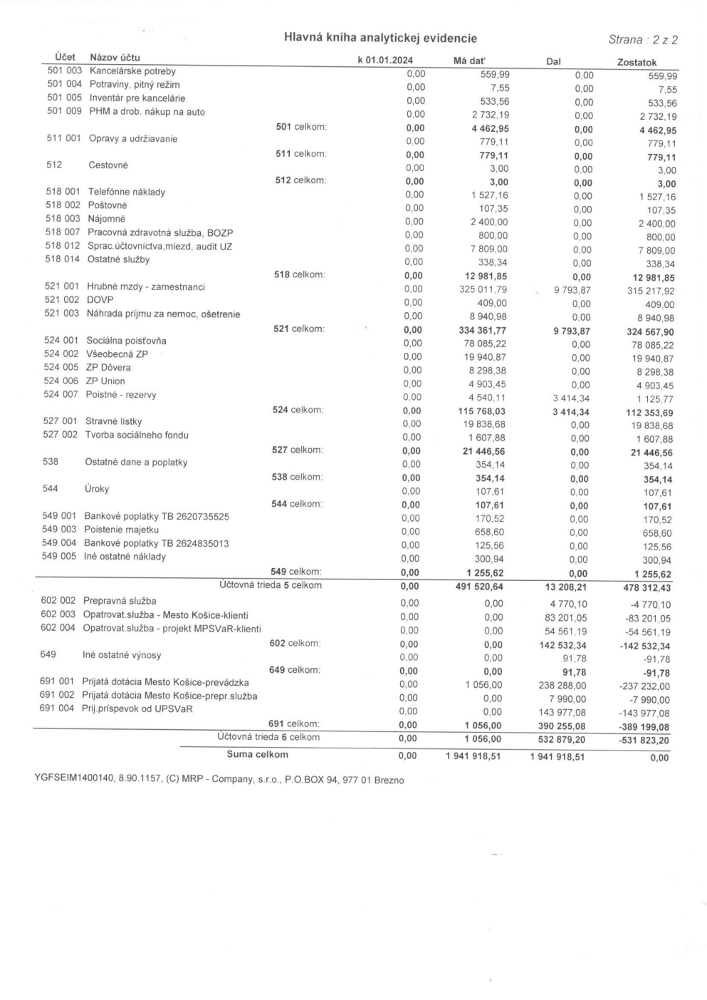 Hlavná kniha analytickej evidencie Strana : 2 z 2
Účet Názov účtu k 01.01.2024 Má dať Dal Zostatok
501 003 Kancelárske potreby 0,00 559,99 0,00 559,99
501 004 Potraviny, pitný režim 0,00 7,55 0,00 7,55
501 005 Inventár pre kancelárie 0,00 533,56 0,00 533,56
501 009 PHM a drob. nákup na auto 0,00 2 732,19 0,00 2 732,19
501 celkom: 0,00 4 462,95 0,00 4 462,95
511 001 Opravy a udržiavanie 0,00 779,11 0,00 779,11
511 celkom: 0,00 779,11 0,00 779,11
512 Cestovné 0,00 3,00 0,00 3,00
512 celkom: 0,00 3,00 0,00 3,00
518 001 Telefónne náklady 0,00 1 527,16 0,00 1 527,16
518 002 Poštovné 0,00 107,35 0,00 107,35
518 003 Nájomné 0,00 2 400,00 0,00 2 400,00
518 007 Pracovná zdravotná služba, BOZP 0,00 800,00 0,00 800,00
518 012 Sprac.účtovníctva,miezd, audit UZ 0,00 7 809,00 0,00 7 809,00
518 014 Ostatné služby 0,00 338,34 0,00 338,34
518 celkom: 0,00 12 981,85 0,00 12 981,85
521 001 Hrubné mzdy - zamestnanci 0,00 325 011,79 9 793,87 315 217,92
521 002 DOVP 0,00 409,00 0,00 409,00
521 003 Náhrada príjmu za nemoc, ošetrenie 0,00 8 940,98 0,00 8 940,98
521 celkom: 0,00 334 361,77 9 793,87 324 567,90
524 001 Sociálna poisťovňa 0,00 78 085,22 0,00 78 085,22
524 002 Všeobecná ZP 0,00 19 940,87 0,00 19 940,87
524 005 ZP Dôvera 0,00 8 298,38 0,00 8 298,38
524 006 ZP Union 0,00 4 903,45 0,00 4 903,45
524 007 Poistné - rezervy 0,00 4 540,11 3 414,34 1 125,77
524 celkom: 0,00 115 768,03 3 414,34 112 353,69
527 001 Stravné lístky 0,00 19 838,68 0,00 19 838,68
527 002 Tvorba sociálneho fondu 0,00 1 607,88 0,00 1 607,88
527 celkom: 0,00 21 446,56 0,00 21 446,56
538 Ostatné dane a poplatky 0,00 354,14 0,00 354,14
538 celkom: 0,00 354,14 0,00 354,14
544 Úroky 0,00 107,61 0,00 107,61
544 celkom: 0,00 107,61 0,00 107,61
549 001 Bankové poplatky TB 2620735525 0,00 170,52 0,00 170,52
549 003 Poistenie majetku 0,00 658,60 0,00 658,60
549 004 Bankové poplatky TB 2624835013 0,00 125,56 0,00 125,56
549 005 Iné ostatné náklady 0,00 300,94 0,00 300,94
549 celkom: 0,00 1 255,62 0,00 1 255,62
Účtovná trieda 5 celkom 0,00 491 520,64 13 208,21 478 312,43
602 002 Prepravná služba 0,00 0,00 4 770,10 -4 770,10
602 003 Opatrovat.služba - Mesto Košice-klienti 0,00 0,00 83 201,05 -83 201,05
602 004 Opatrovat.služba - projekt MPSVaR-klienti 0,00 0,00 54 561,19 -54 561,19
602 celkom: 0,00 0,00 142 532,34 -142 532,34
649 Iné ostatné výnosy 0,00 0,00 91,78 -91,78
649 celkom: 0,00 0,00 91,78 -91,78
691 001 Prijatá dotácia Mesto Košice-prevádzka 0,00 1 056,00 238 288,00 -237 232,00
691 002 Prijatá dotácia Mesto Košice-prepr.služba 0,00 0,00 7 990,00 -7 990,00
691 004 Prij.príspevok od UPSVaR 0,00 0,00 143 977,08 -143 977,08
691 celkom: 0,00 1 056,00 390 255,08 -389 199,08
Účtovná trieda 6 celkom 0,00 1 056,00 532 879,20 -531 823,20
Suma celkom 0,00 1 941 918,51 1 941 918,51 0,00
YGFSEIM1400140, 8.90.1157, (C) MRP - Company, s.r.o., P.O.BOX 94, 977 01 Brezno